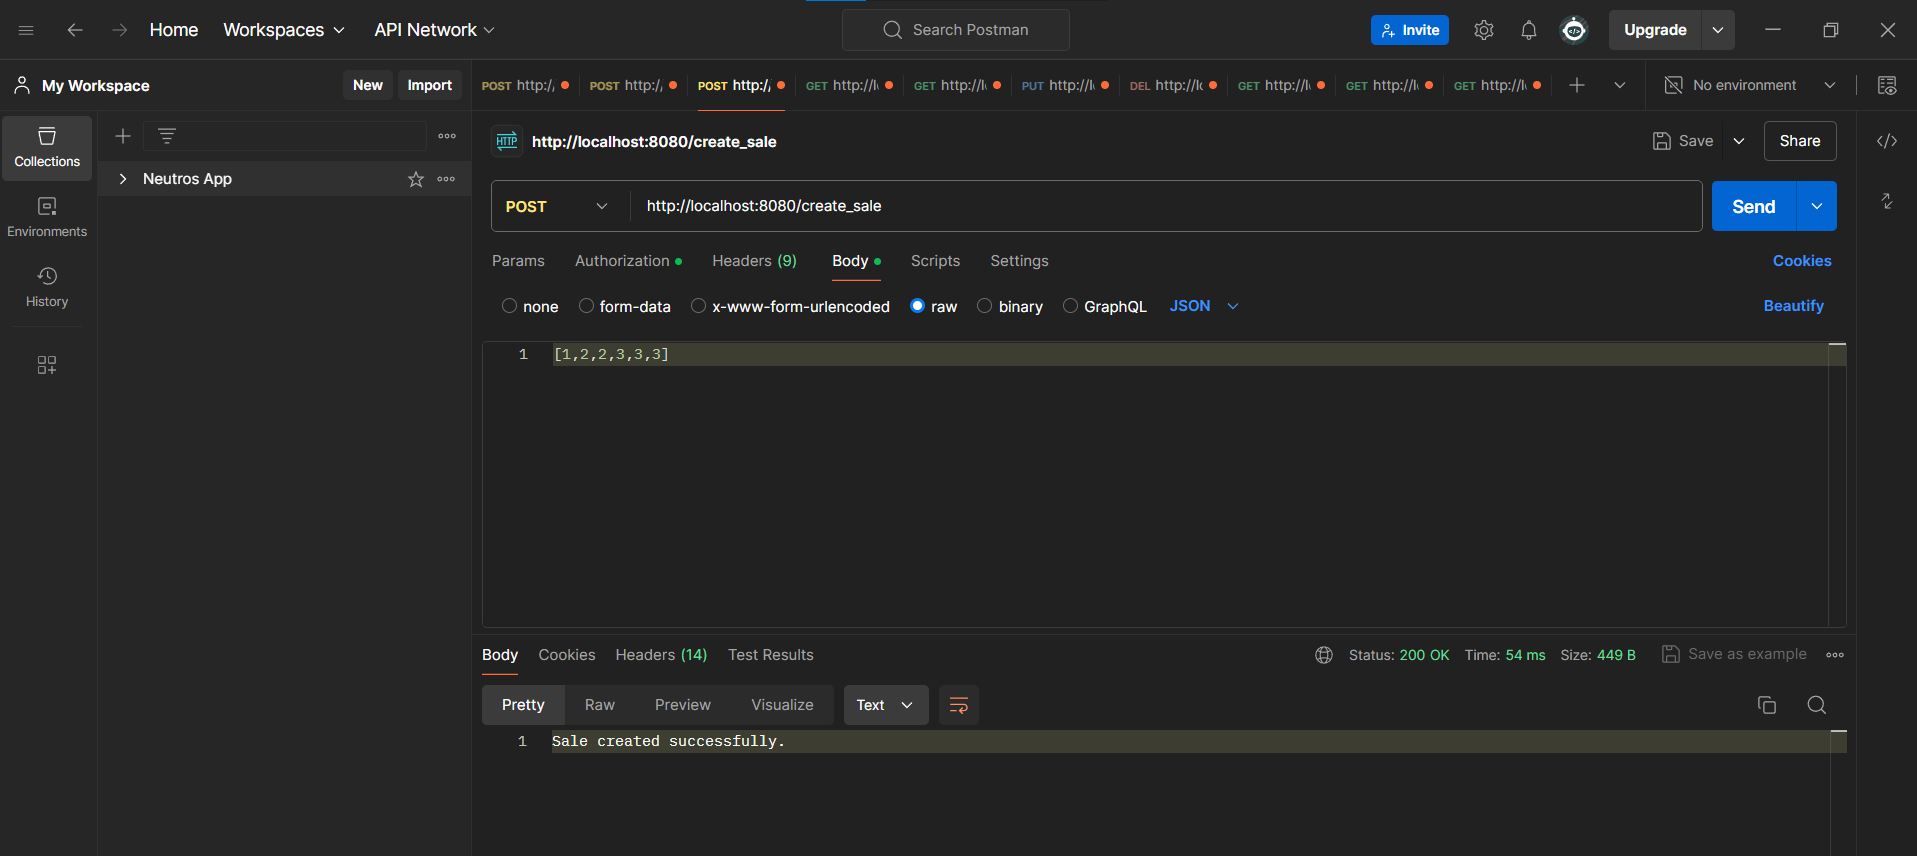 Home Workspaces API Network Search Postman Invite Upgrade
My Workspace New Import POST http:/ POST http:/ POST http:/ GET http://l GET http://l PUT http://l DEL http://lc GET http://l GET http://l GET http://l No environment
http://localhost:8080/create_sale Save Share
Collections
Neutros App
POST http://localhost:8080/create_sale Send
Environments
Params Authorization Headers (9) Body Scripts Settings Cookies
History
none form-data x-www-form-urlencoded raw binary GraphQL JSON Beautify
1 [1,2,2,3,3,3]
Body Cookies Headers (14) Test Results Status: 200 OK Time: 54 ms Size: 449 B Save as example
Pretty Raw Preview Visualize Text
1 Sale created successfully.